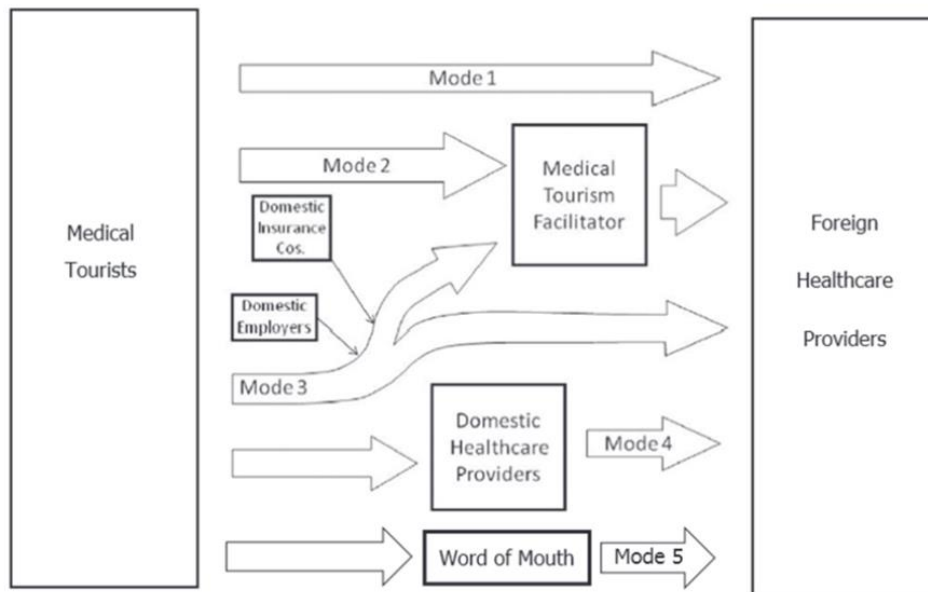 Medical
Tourists
Mode 1
Mode 2
Medical
Tourism
Facilitator
Domestic
Insurance
Cos.
Domestic
Employers
Mode 3
Domestic
Healthcare
Providers
Mode 4
Word of Mouth
Mode 5
Foreign
Healthcare
Providers